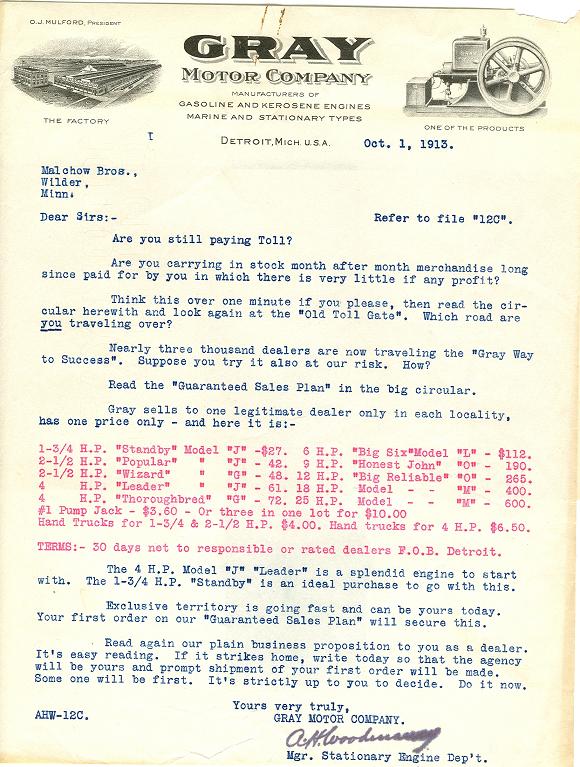 O.J. MULFORD, PRESIDENT
GRAY
MOTOR COMPANY
MANUFACTURERS OF
GASOLINE AND KEROSENE ENGINES
MARINE AND STATIONARY TYPES
THE FACTORY
ONE OF THE PRODUCTS
DETROIT, MICH. U.S.A.
Oct. 1, 1913.
Malchow Bros.,
Wilder,
Minn.
Dear Sirs:- Refer to file "12C".
Are you still paying Toll?
Are you carrying in stock month after month merchandise long
since paid for by you in which there is very little if any profit?
Think this over one minute if you please, then read the cir-
cular herewith and look again at the "Old Toll Gate". Which road are
you traveling over?
Nearly three thousand dealers are now traveling the "Gray Way
to Success". Suppose you try it also at our risk. How?
Read the "Guaranteed Sales Plan" in the big circular.
Gray sells to one legitimate dealer only in each locality,
has one price only - and here it is:-
1-3/4 H.P. "Standby" Model "J" -$27. 6 H.P. "Big Six"Model "L" - $112.
2-1/2 H.P. "Popular" " "J" - 42. 9 H.P. "Honest John" "O" - 190.
2-1/2 H.P. "Wizard" " "G" - 48. 12 H.P. "Big Reliable" "O" - 265.
4 H.P. "Leader" " "J" - 61. 18 H.P. Model - - "M" - 400.
4 H.P. "Thoroughbred" "G" - 72. 25 H.P. Model - - "M" - 600.
#1 Pump Jack - $3.60 - Or three in one lot for $10.00
Hand Trucks for 1-3/4 & 2-1/2 H.P. $4.00. Hand trucks for 4 H.P. $6.50.
TERMS:- 30 days net to responsible or rated dealers F.O.B. Detroit.
The 4 H.P. Model "J" "Leader" is a splendid engine to start
with. The 1-3/4 H.P. "Standby" is an ideal purchase to go with this.
Exclusive territory is going fast and can be yours today.
Your first order on our "Guaranteed Sales Plan" will secure this.
Read again our plain business proposition to you as a dealer.
It's easy reading. If it strikes home, write today so that the agency
will be yours and prompt shipment of your first order will be made.
Some one will be first. It's strictly up to you to decide. Do it now.
Yours very truly,
AHW-12C. GRAY MOTOR COMPANY.
A.H.
Mgr. Stationary Engine Dep't.